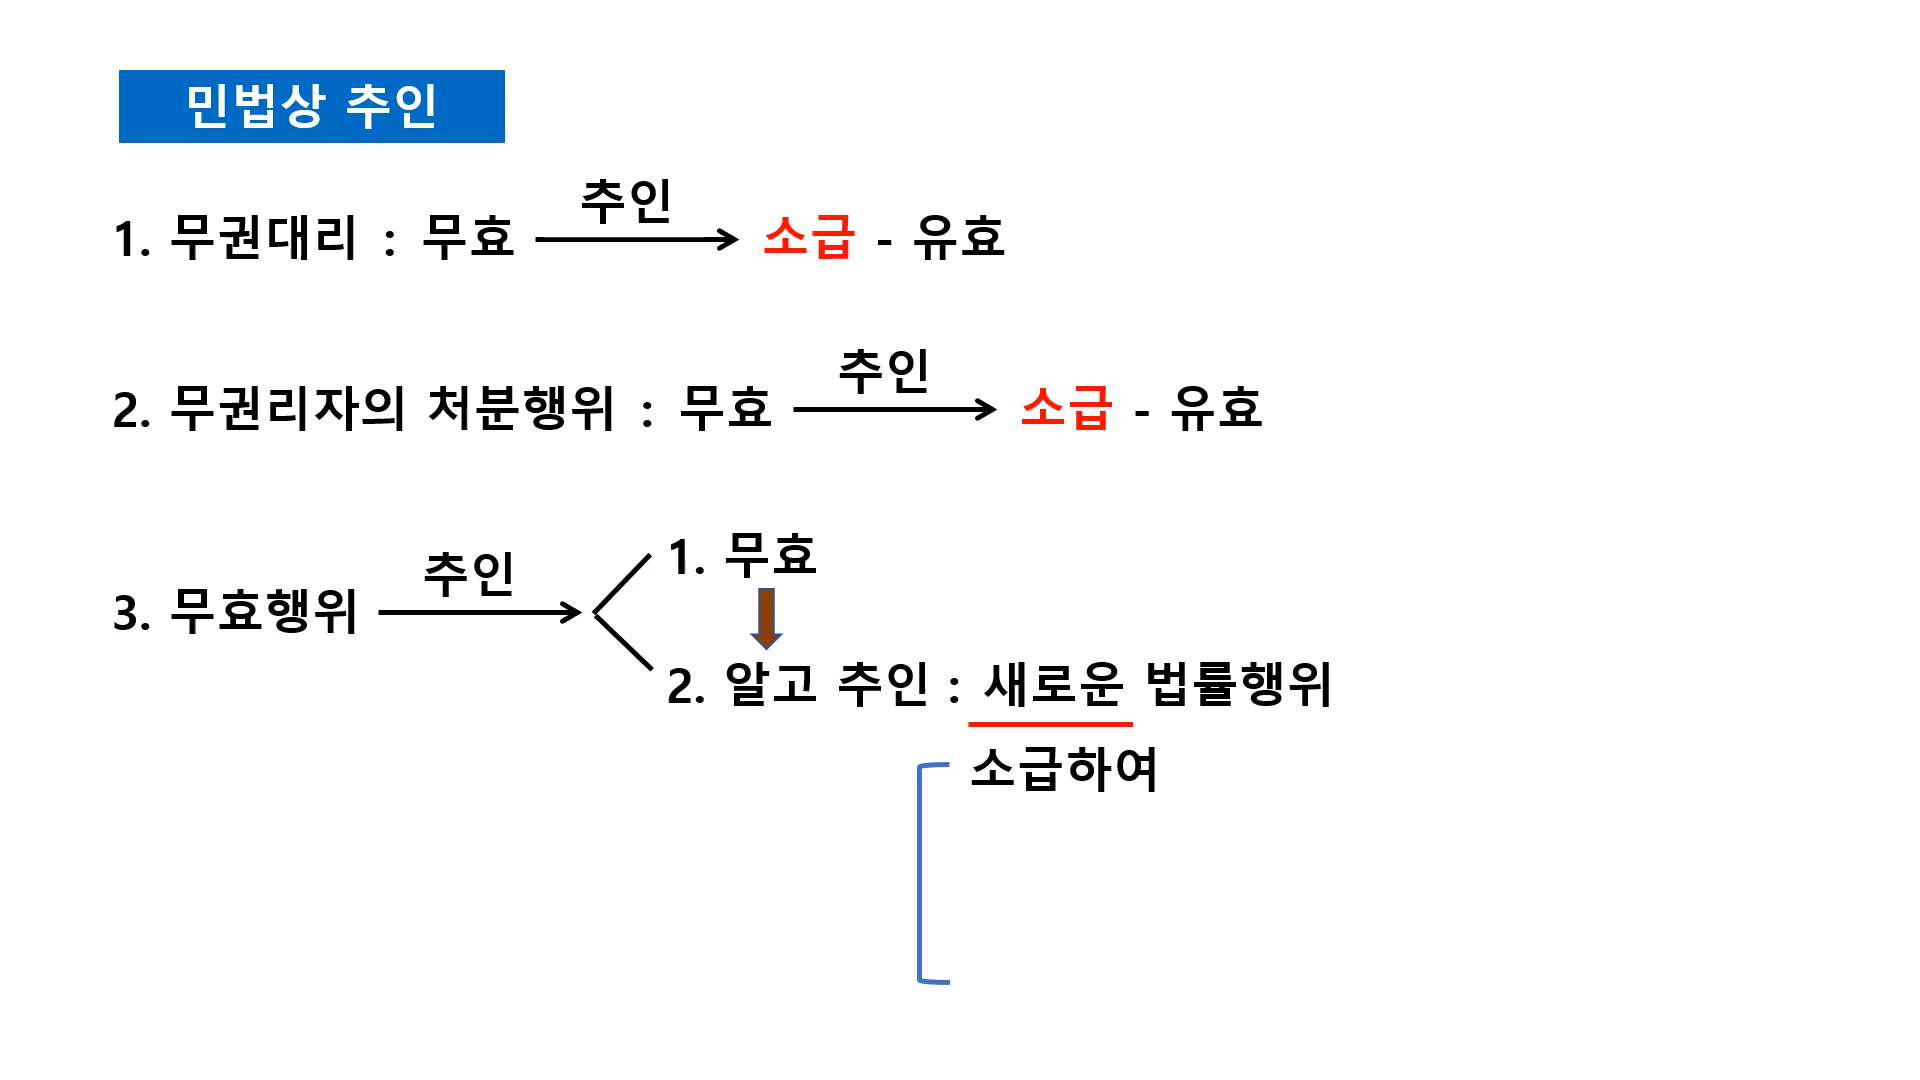 민법상 추인
추인
1. 무권대리 : 무효 소급 - 유효
추인
2. 무권리자의 처분행위 : 무효 소급 - 유효
1. 무효
추인
3. 무효행위
2. 알고 추인 : 새로운 법률행위
소급하여